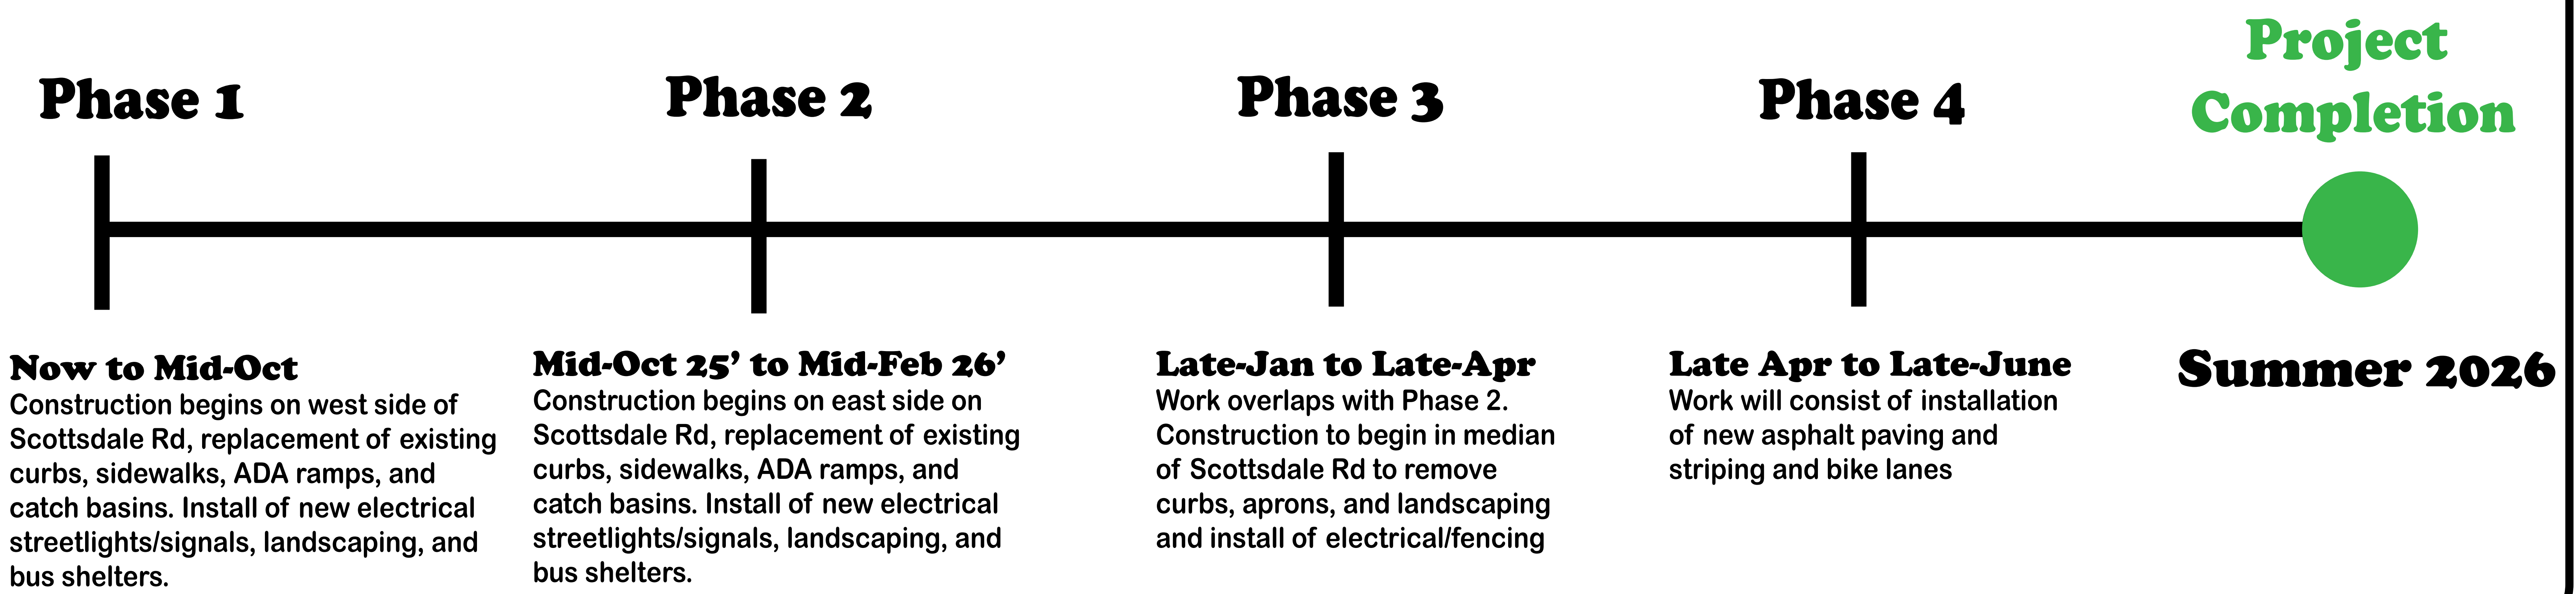 Phase 1
Phase 2
Phase 3
Phase 4
Project
Completion
Now to Mid-Oct
Construction begins on west side of
Scottsdale Rd, replacement of existing
curbs, sidewalks, ADA ramps, and
catch basins. Install of new electrical
streetlights/signals, landscaping, and
bus shelters.
Mid-Oct 25’ to Mid-Feb 26’
Construction begins on east side on
Scottsdale Rd, replacement of existing
curbs, sidewalks, ADA ramps, and
catch basins. Install of new electrical
streetlights/signals, landscaping, and
bus shelters.
Late-Jan to Late-Apr
Work overlaps with Phase 2.
Construction to begin in median
of Scottsdale Rd to remove
curbs, aprons, and landscaping
and install of electrical/fencing
Late Apr to Late-June
Work will consist of installation
of new asphalt paving and
striping and bike lanes
Summer 2026